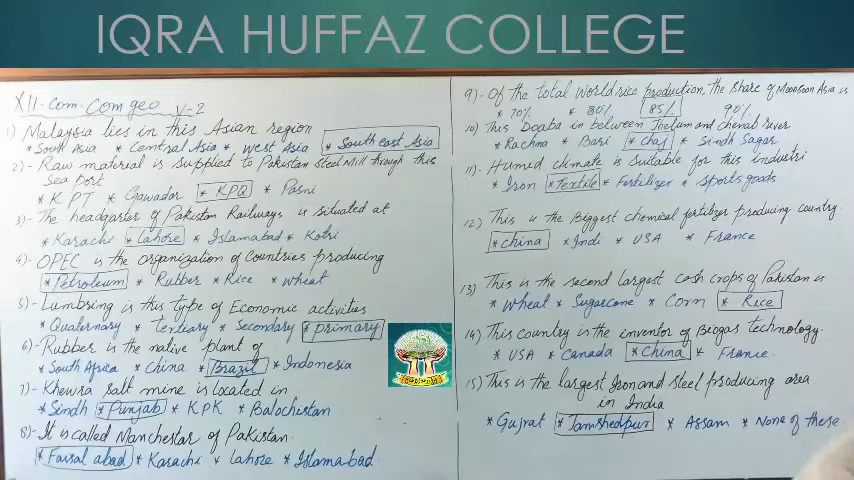 IQRA HUFFAZ COLLEGE
XII-com. com geo V-2
1) Malaysia lies in this Asian region
* South Asia * Central Asia * West Asia * South east Asia
2)- Raw material is supplied to Pakistan Steel Mill through this
Sea port
* K PT * Gawador * KPQ * Pasni
3)- The headqarter of Pakistan Railways is situated at
* Karachi * Lahore * Islamabad * Kotri
4)- OPEC is the organization of Countries producing
* Petroleum * Rubber * Rice * wheat
5)- Lumbring is this type of Economic activities
* Quaternary * Tertiary * Secondary * primary
6)- Rubber is the native plant of
* South Africa * china * Brazil * Indonesia
7)- Khewra salt mine is located in
* Sindh * Punjab * KPK * Balochistan
8)- It is called Manchestar of Pakistan.
* Faisal abad * Karachi * Lahore * Islamabad
9)- Of the total World rice production, The share of Monsoon Asia is
* 70% * 80% 85% 90%
10) This Doaba in between Jhelum and chenab river
* Rachna * Bari * Chaj * Sindh Sagar
11)- Humid climate is suitable for this industri
* Iron * Textile * Fertilizer * sports goods
12) This is the Biggest chemical fertilizer producing country.
* china * Indi * USA * France
13) This is the second largest cash crops of Pakistan is
* Wheat * Sugarcane * Corn * Rice
14) This country is the inventor of Biogas technology.
* USA * Canada * China * France.
15) This is the largest Iron and steel producing area
in India
* Gujrat * Jamshedpur * Assam * None of these